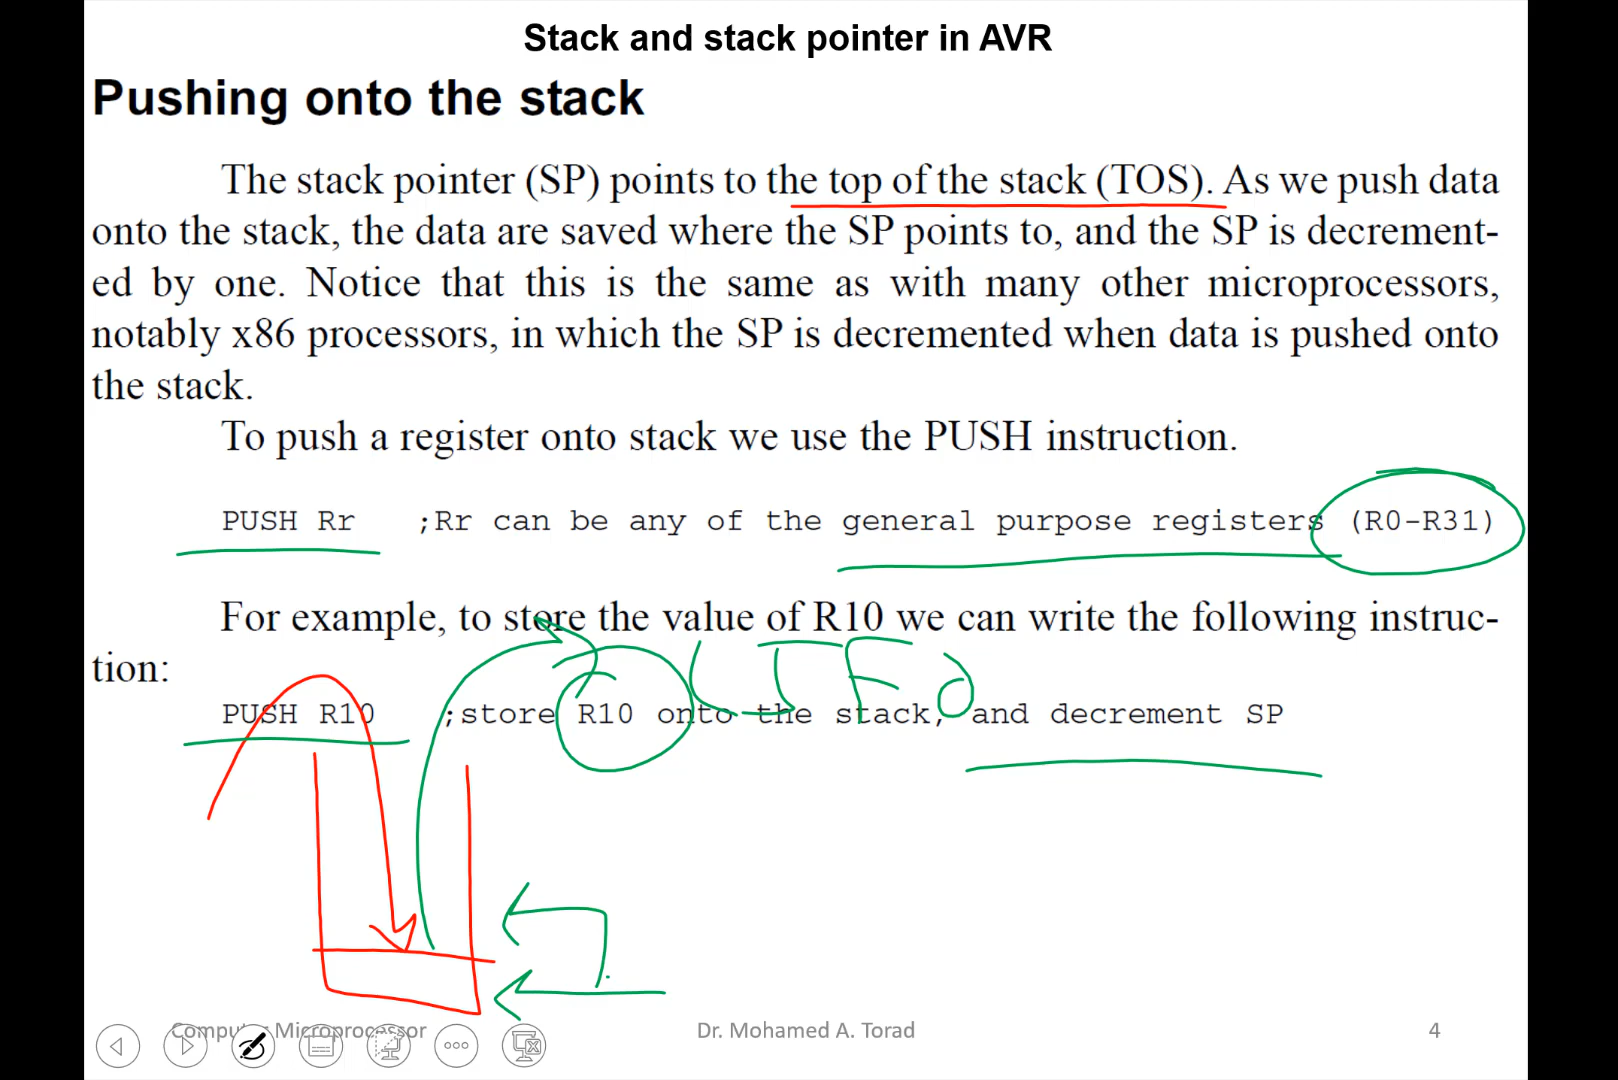 Stack and stack pointer in AVR
Pushing onto the stack
The stack pointer (SP) points to the top of the stack (TOS). As we push data
onto the stack, the data are saved where the SP points to, and the SP is decrement-
ed by one. Notice that this is the same as with many other microprocessors,
notably x86 processors, in which the SP is decremented when data is pushed onto
the stack.
To push a register onto stack we use the PUSH instruction.
PUSH Rr ;Rr can be any of the general purpose registers (R0-R31)
For example, to store the value of R10 we can write the following instruc-
tion:
LIFO
PUSH R10 ;store R10 onto the stack, and decrement SP
Computer Microprocessor Dr. Mohamed A. Torad 4